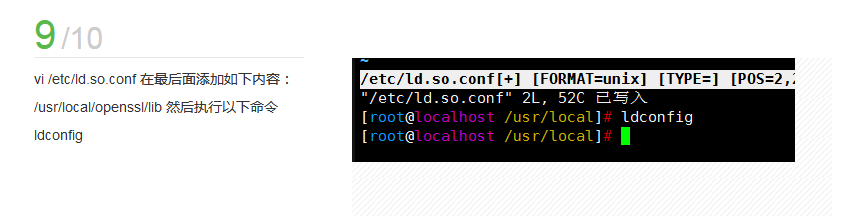 9/10
vi /etc/ld.so.conf 在最后面添加如下内容：
/usr/local/openssl/lib 然后执行以下命令
ldconfig
~
/etc/ld.so.conf[+] [FORMAT=unix] [TYPE=] [POS=2,2
"/etc/ld.so.conf" 2L, 52C 已写入
[root@localhost /usr/local]# ldconfig
[root@localhost /usr/local]#